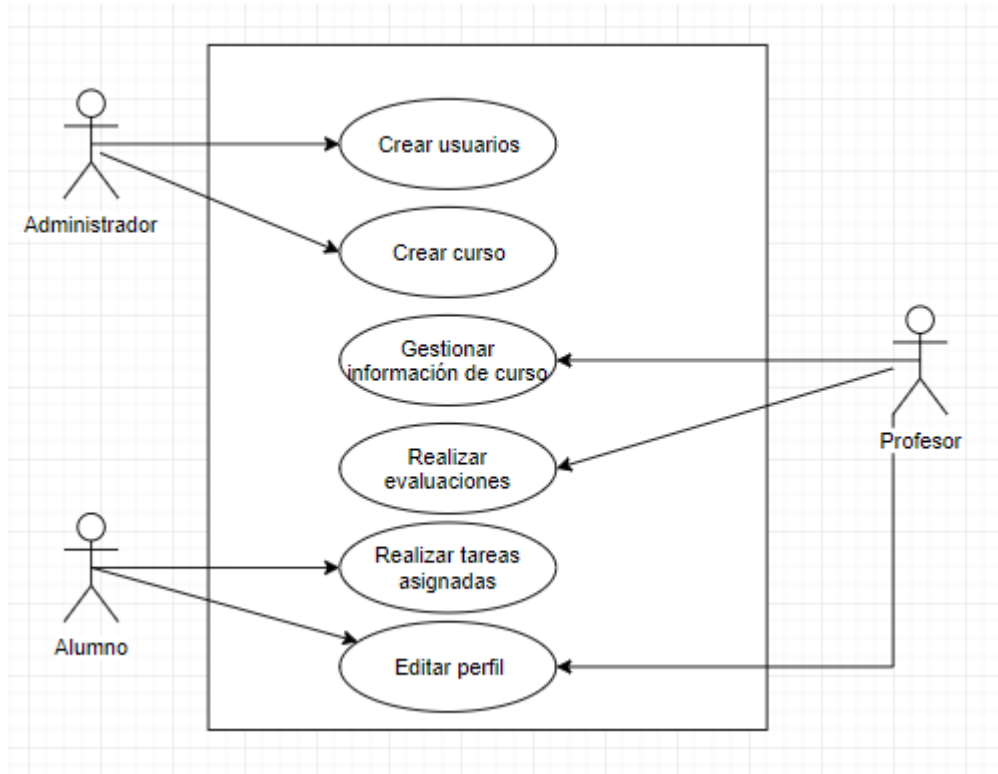 Crear usuarios
Administrador
Crear curso
Gestionar
información de curso
Profesor
Realizar
evaluaciones
Realizar tareas
asignadas
Alumno
Editar perfil